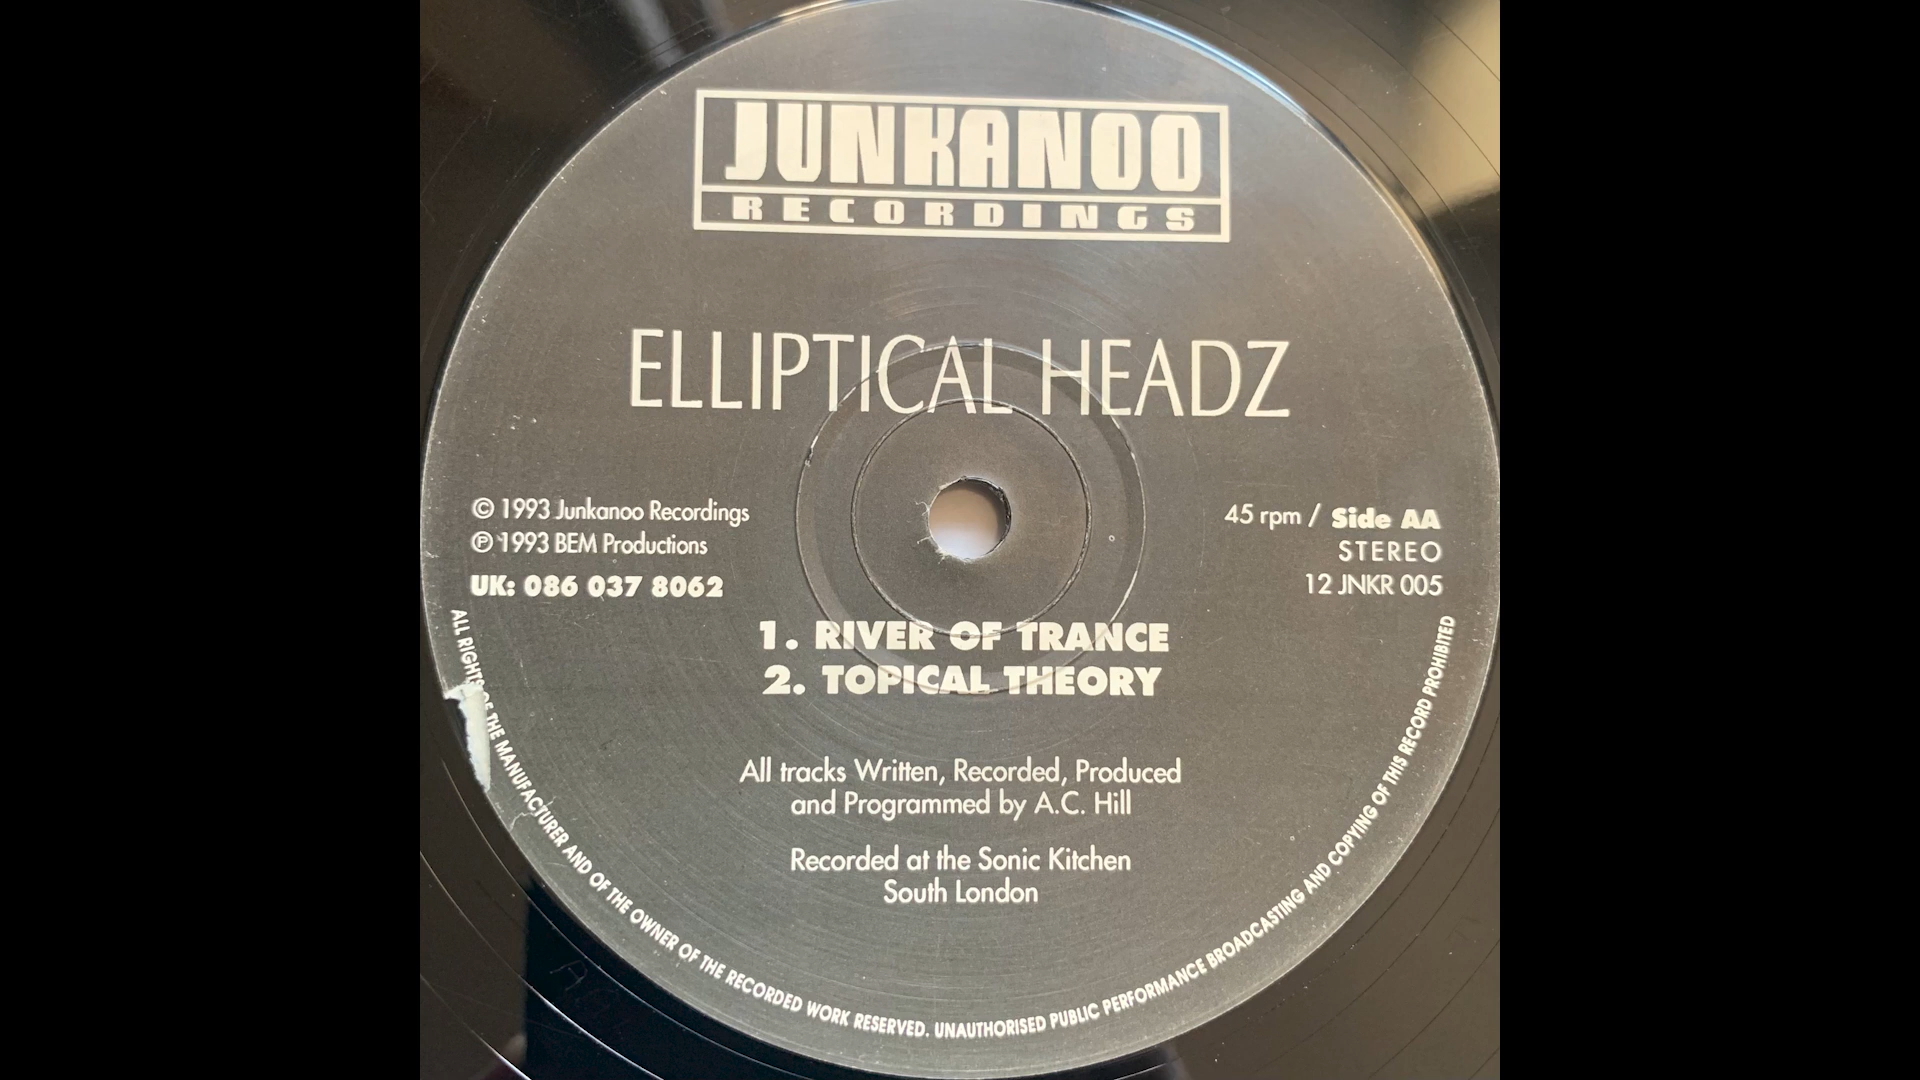 JUNKANOO
RECORDINGS
ELLIPTICAL HEADZ
© 1993 Junkanoo Recordings
℗ 1993 BEM Productions
UK: 086 037 8062
45 rpm / Side AA
STEREO
12 JNKR 005
1. RIVER OF TRANCE
2. TOPICAL THEORY
All tracks Written, Recorded, Produced
and Programmed by A.C. Hill
Recorded at the Sonic Kitchen
South London
ALL RIGHTS OF THE MANUFACTURER AND OF THE OWNER OF THE RECORDED WORK RESERVED. UNAUTHORISED PUBLIC PERFORMANCE BROADCASTING AND COPYING OF THIS RECORD PROHIBITED